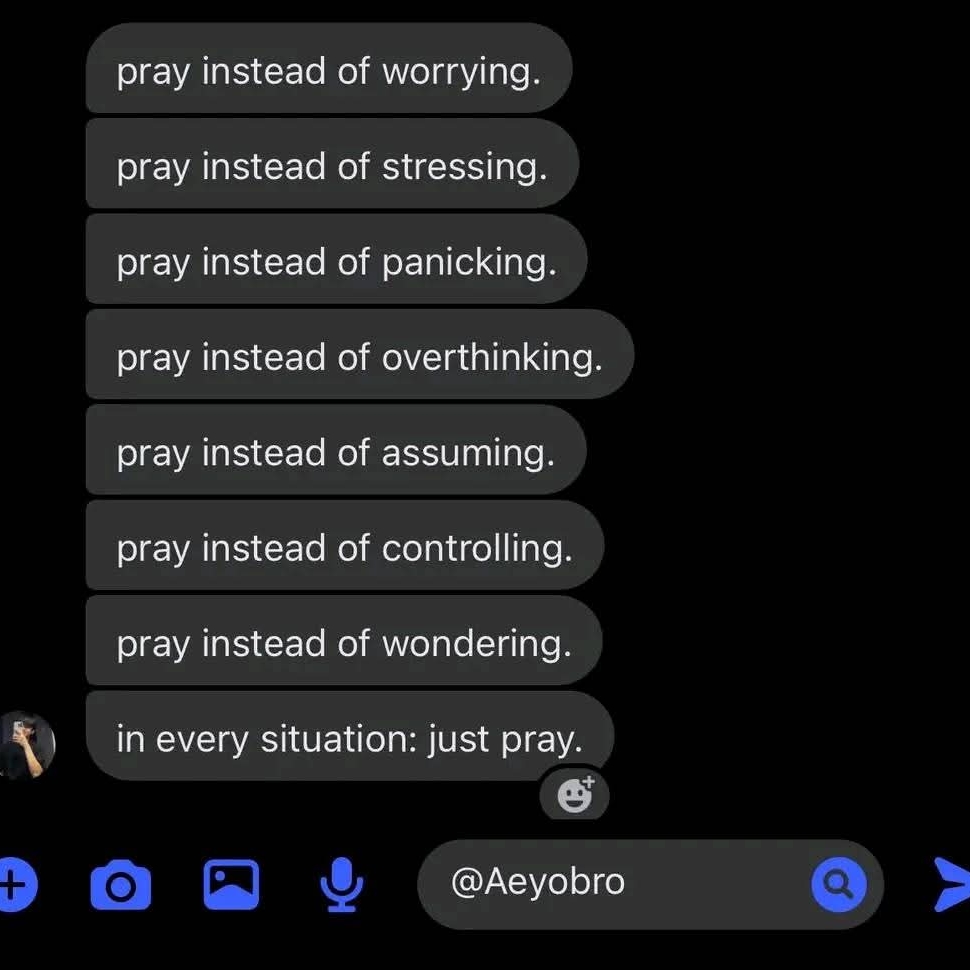 pray instead of worrying.
pray instead of stressing.
pray instead of panicking.
pray instead of overthinking.
pray instead of assuming.
pray instead of controlling.
pray instead of wondering.
in every situation: just pray.
@Aeyobro